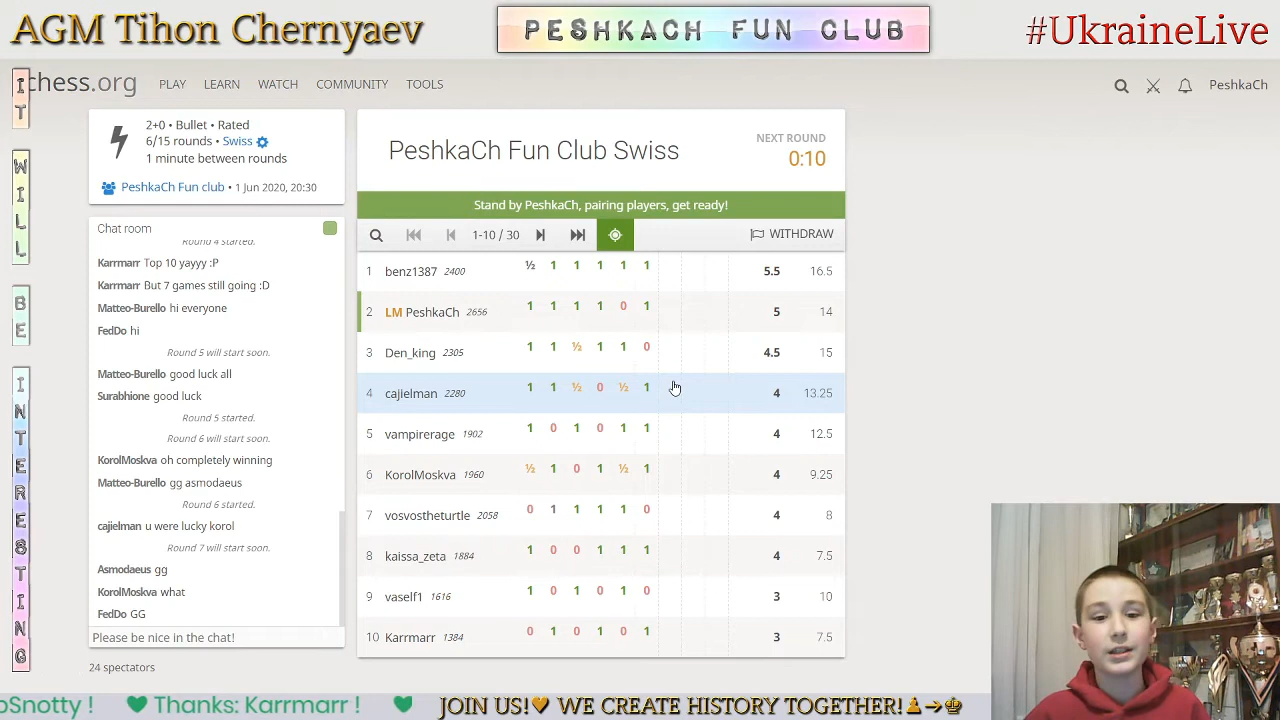 AGM Tihon Chernyaev
PESHKACH FUN CLUB
#UkraineLive
IT
WILL
BE
INTERESTING
chess.org
PLAY LEARN WATCH COMMUNITY TOOLS
PeshkaCh
2+0 • Bullet • Rated
6/15 rounds • Swiss
1 minute between rounds
PeshkaCh Fun club • 1 Jun 2020, 20:30
Chat room
Round 4 started.
Karrmarr Top 10 yayyy :P
Karrmarr But 7 games still going :D
Matteo-Burello hi everyone
FedDo hi
Round 5 will start soon.
Matteo-Burello good luck all
Surabhione good luck
Round 5 started.
Round 6 will start soon.
KorolMoskva oh completely winning
Matteo-Burello gg asmodaeus
Round 6 started.
cajielman u were lucky korol
Round 7 will start soon.
Asmodaeus gg
KorolMoskva what
FedDo GG
Please be nice in the chat!
24 spectators
PeshkaCh Fun Club Swiss
NEXT ROUND
0:10
Stand by PeshkaCh, pairing players, get ready!
1-10 / 30
WITHDRAW
1 benz1387 2400 ½ 1 1 1 1 1 5.5 16.5
2 LM PeshkaCh 2656 1 1 1 1 0 1 5 14
3 Den_king 2305 1 1 ½ 1 1 0 4.5 15
4 cajielman 2280 1 1 ½ 0 ½ 1 4 13.25
5 vampirerage 1902 1 0 1 0 1 1 4 12.5
6 KorolMoskva 1960 ½ 1 0 1 ½ 1 4 9.25
7 vosvostheturtle 2058 0 1 1 1 1 0 4 8
8 kaissa_zeta 1884 1 0 0 1 1 1 4 7.5
9 vaself1 1616 1 0 1 0 1 0 3 10
10 Karrmarr 1384 0 1 0 1 0 1 3 7.5
oSnotty ! Thanks: Karrmarr !
JOIN US! WE CREATE HISTORY TOGETHER! ♟→♔